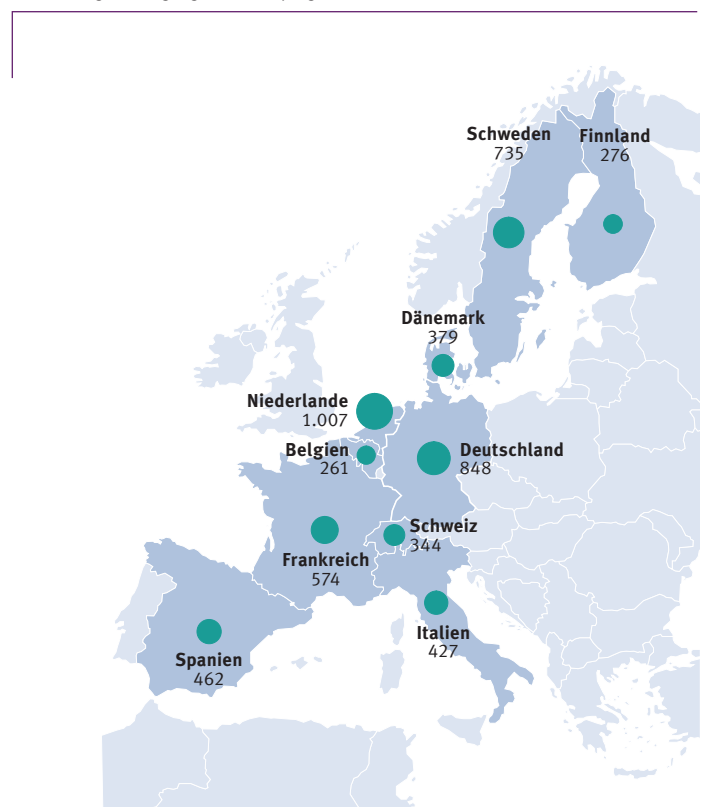 Schweden
735
Finnland
276
Dänemark
379
Niederlande
1.007
Belgien
261
Deutschland
848
Schweiz
344
Frankreich
574
Italien
427
Spanien
462